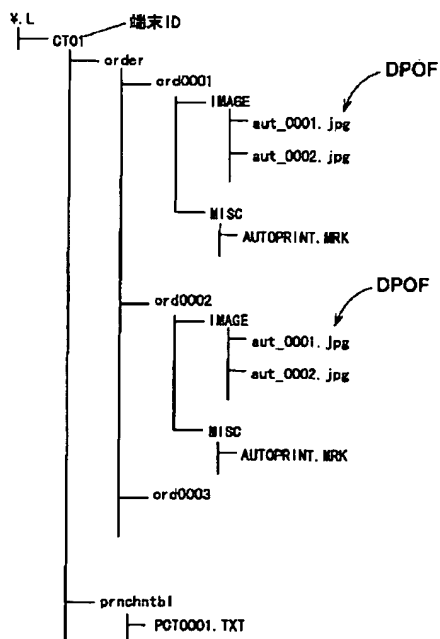 ¥.L
端末ID
CT01
order
ord0001
DPOF
IMAGE
aut_0001.jpg
aut_0002.jpg
MISC
AUTOPRINT.MRK
ord0002
DPOF
IMAGE
aut_0001.jpg
aut_0002.jpg
MISC
AUTOPRINT.MRK
ord0003
prnchntbl
PCT0001.TXT